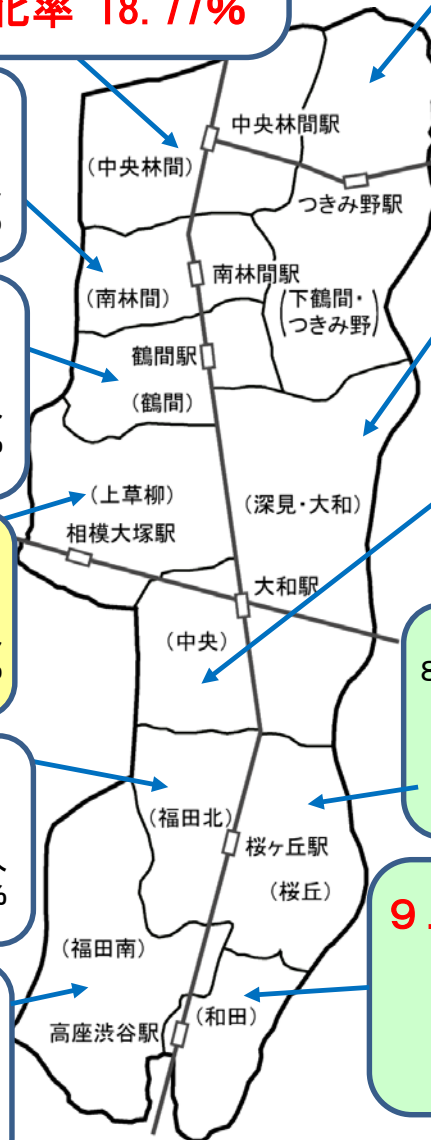 化率 18.77%
中央林間駅
(中央林間)
つきみ野駅
南林間駅
(南林間)
(下鶴間・
つきみ野)
鶴間駅
(鶴間)
(上草柳)
(深見・大和)
相模大塚駅
大和駅
(中央)
8
(福田北)
桜ヶ丘駅
(桜丘)
%
9.
(福田南)
(和田)
高座渋谷駅